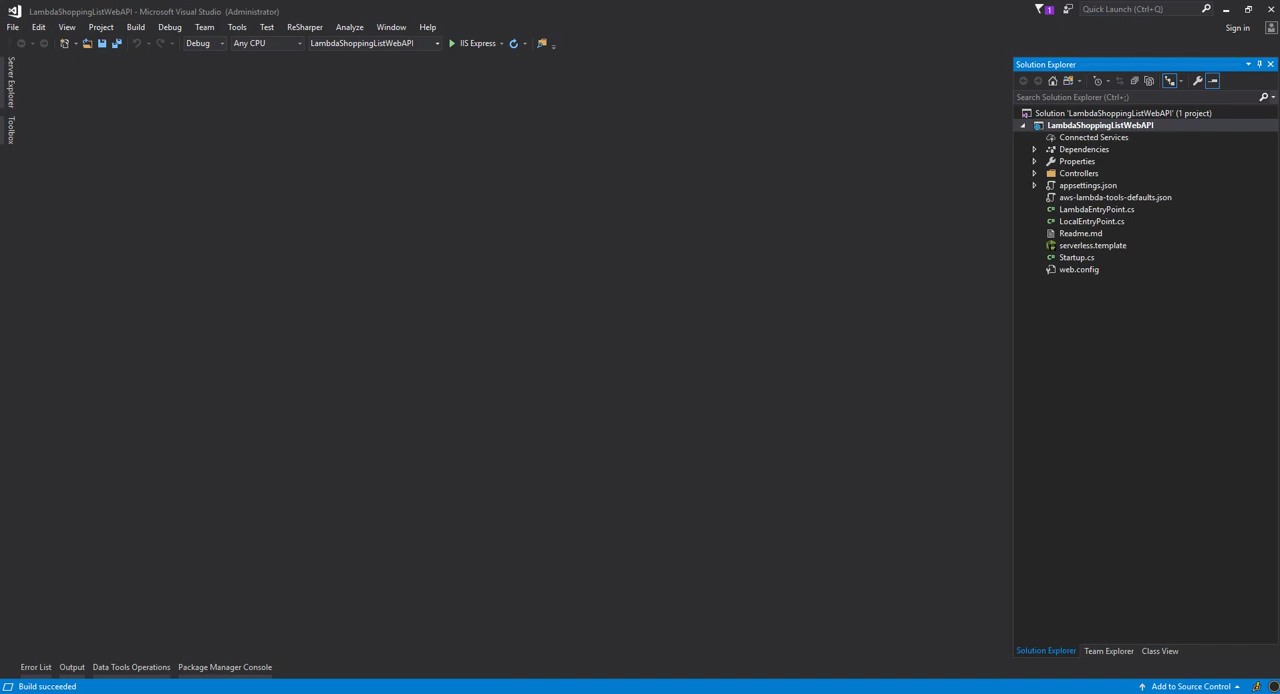 LambdaShoppingListWebAPI - Microsoft Visual Studio (Administrator)
1
Quick Launch (Ctrl+Q)
File Edit View Project Build Debug Team Tools Test ReSharper Analyze Window Help
Sign in
Debug Any CPU LambdaShoppingListWebAPI IIS Express
Server Explorer
Toolbox
Solution Explorer
Search Solution Explorer (Ctrl+;)
Solution 'LambdaShoppingListWebAPI' (1 project)
LambdaShoppingListWebAPI
Connected Services
Dependencies
Properties
Controllers
appsettings.json
aws-lambda-tools-defaults.json
C# LambdaEntryPoint.cs
C# LocalEntryPoint.cs
Readme.md
serverless.template
C# Startup.cs
web.config
Solution Explorer Team Explorer Class View
Error List Output Data Tools Operations Package Manager Console
Build succeeded
Add to Source Control